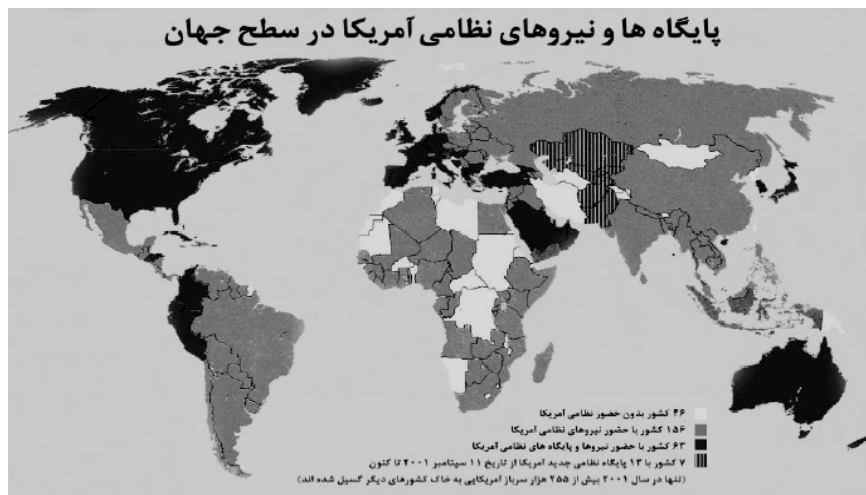 پایگاه ها و نیروهای نظامی آمریکا در سطح جهان
۴۶ کشور بدون حضور نظامی آمریکا
۱۵۶ کشور با حضور نیروهای نظامی آمریکا
۶۳ کشور با حضور نیروها و پایگاه های نظامی آمریکا
۷ کشور با ۱۳ پایگاه نظامی جدید آمریکا از تاریخ ۱۱ سپتامبر ۲۰۰۱ تا کنون
(تنها در سال ۲۰۰۱ بیش از ۲۵۵ هزار سرباز آمریکایی به خاک کشورهای دیگر گسیل شده اند)